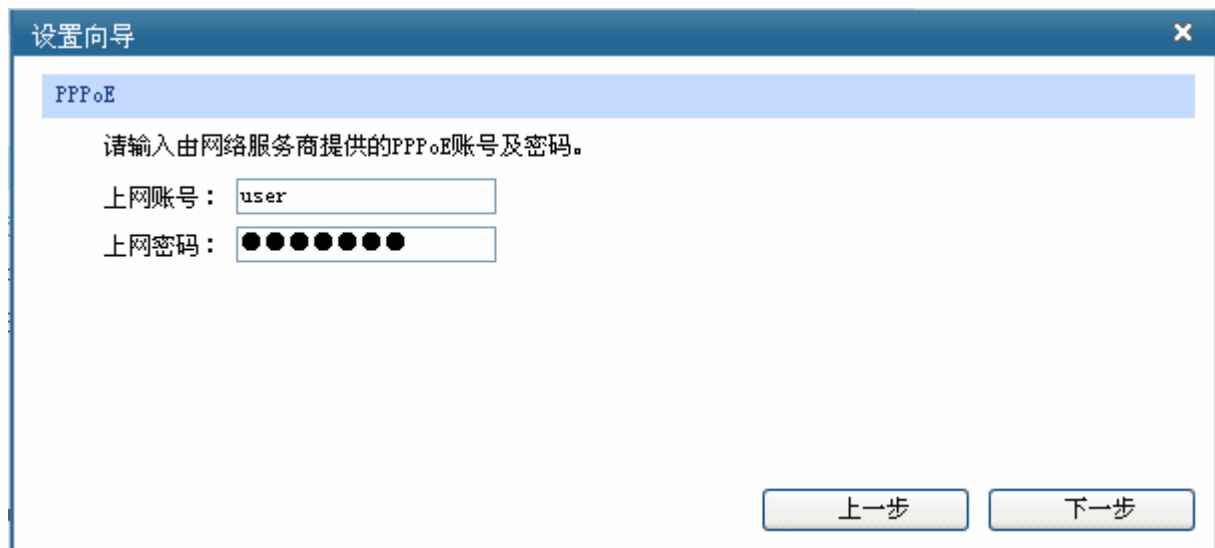 设置向导
PPPoE
请输入由网络服务商提供的PPPoE账号及密码。
上网账号： user
上网密码： ●●●●●●●
上一步 下一步